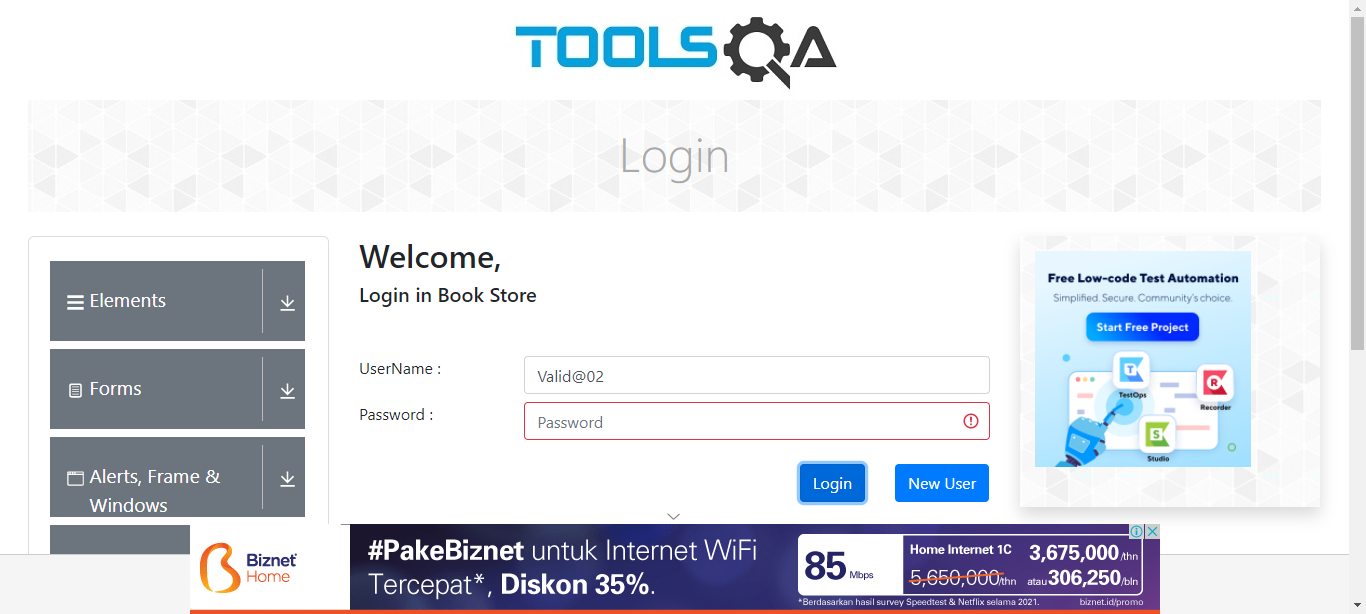 TOOLSQA
Login
Elements
Forms
Alerts, Frame &
Windows
Welcome,
Login in Book Store
UserName :
Valid@02
Password :
Password
Login
New User
Free Low-code Test Automation
Simplified. Secure. Community's choice.
Start Free Project
TestOps
Recorder
Studio
Biznet
Home
#PakeBiznet untuk Internet WiFi
Tercepat*, Diskon 35%.
85 Mbps
Home Internet 1C
5,650,000/thn
3,675,000/thn
atau 306,250/bln
*Berdasarkan hasil survey Speedtest & Netflix selama 2021.
biznet.id/promo